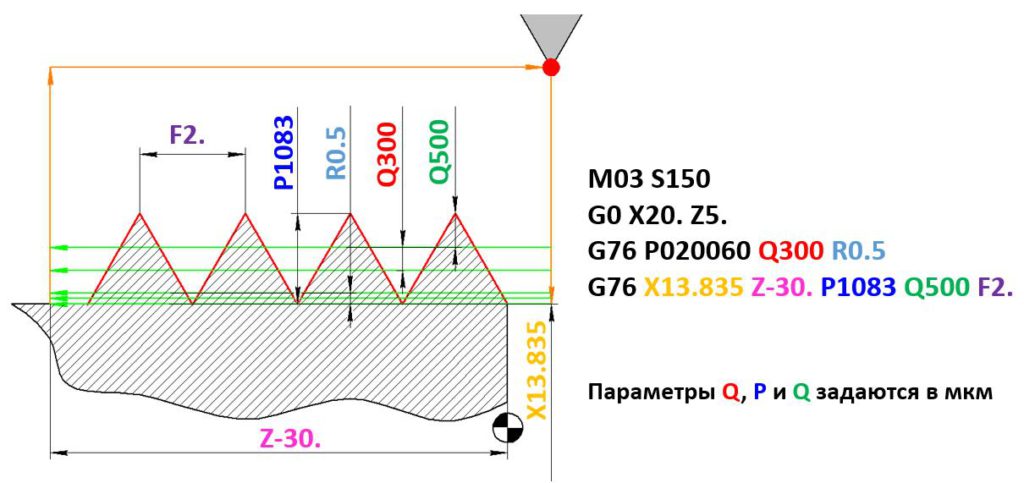 F2.
P1083
R0.5
Q300
Q500
X13.835
Z-30.
M03 S150
G0 X20. Z5.
G76 P020060 Q300 R0.5
G76 X13.835 Z-30. P1083 Q500 F2.
Параметры Q, P и Q задаются в мкм